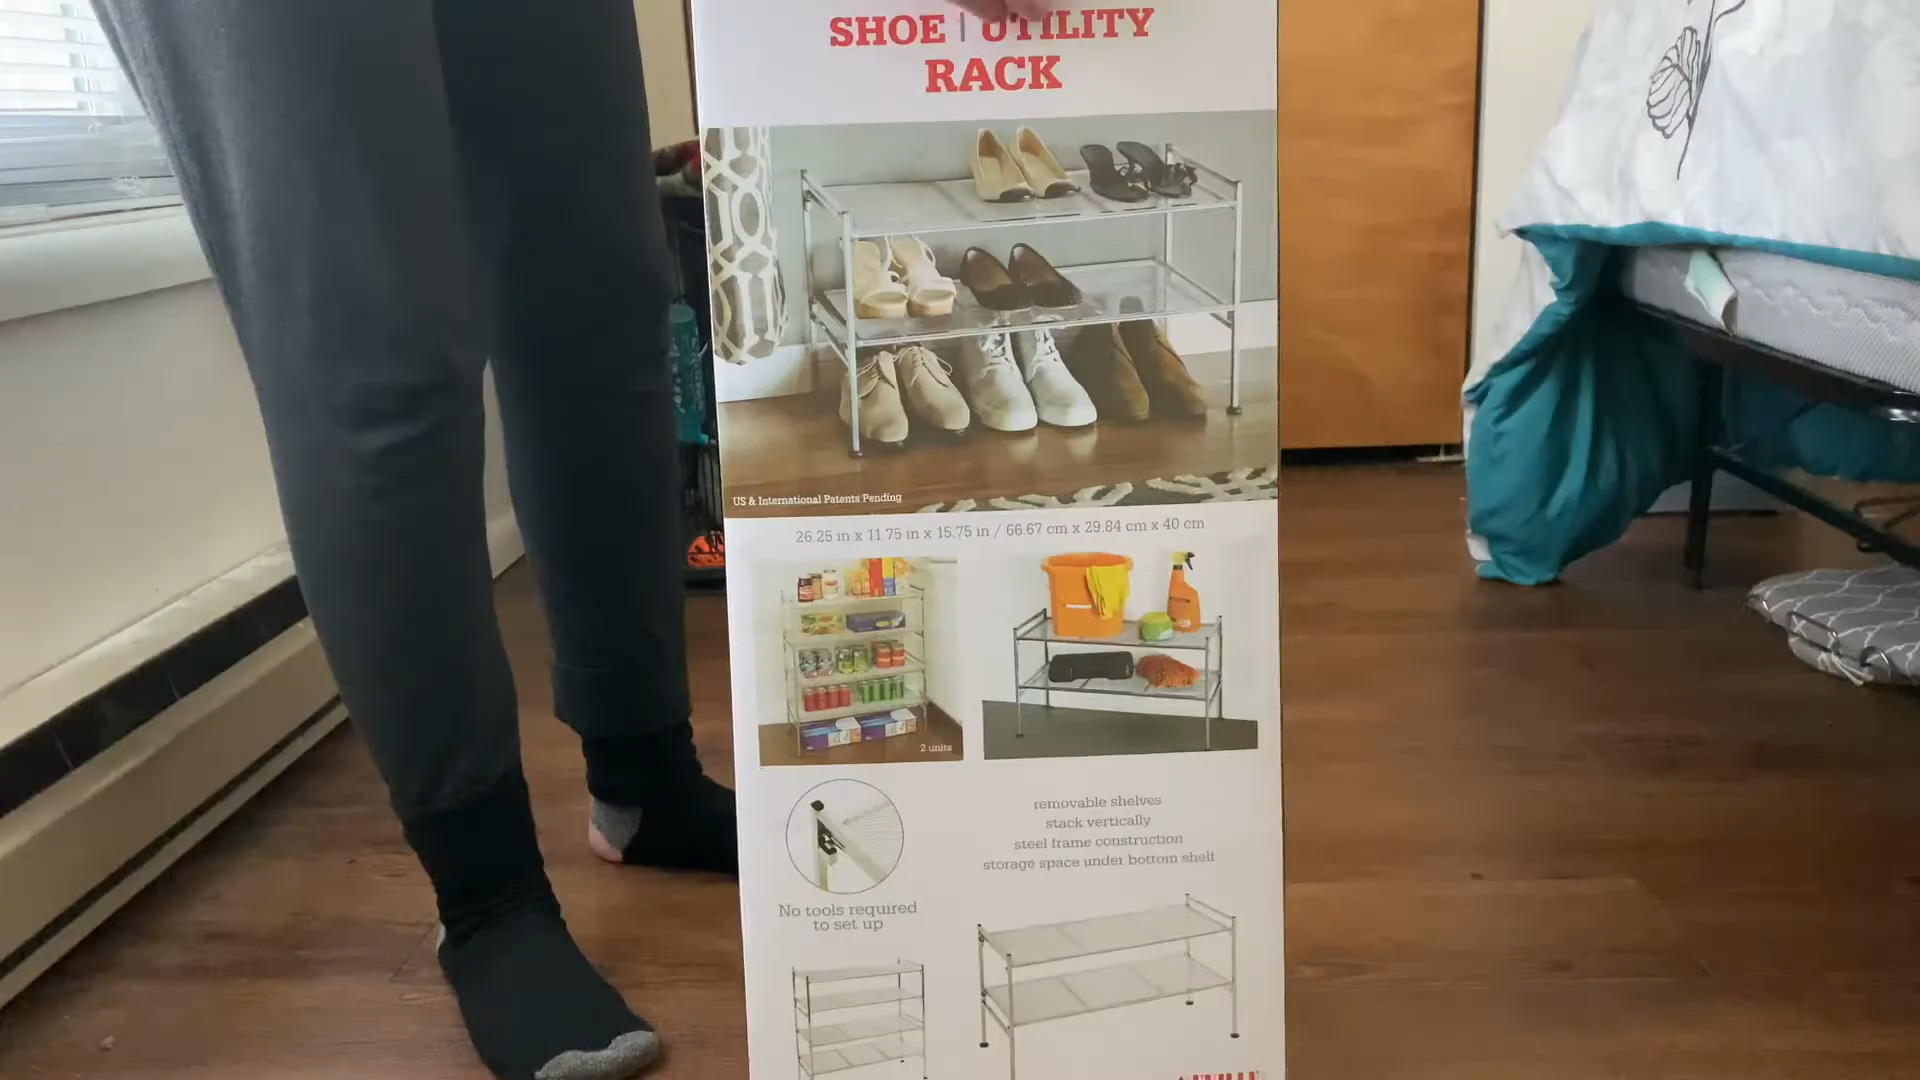 SHOE | UTILITY
RACK
US & International Patents Pending
26.25 in x 11.75 in x 15.75 in / 66.67 cm x 29.84 cm x 40 cm
2 units
removable shelves
stack vertically
steel frame construction
storage space under bottom shelf
No tools required
to set up